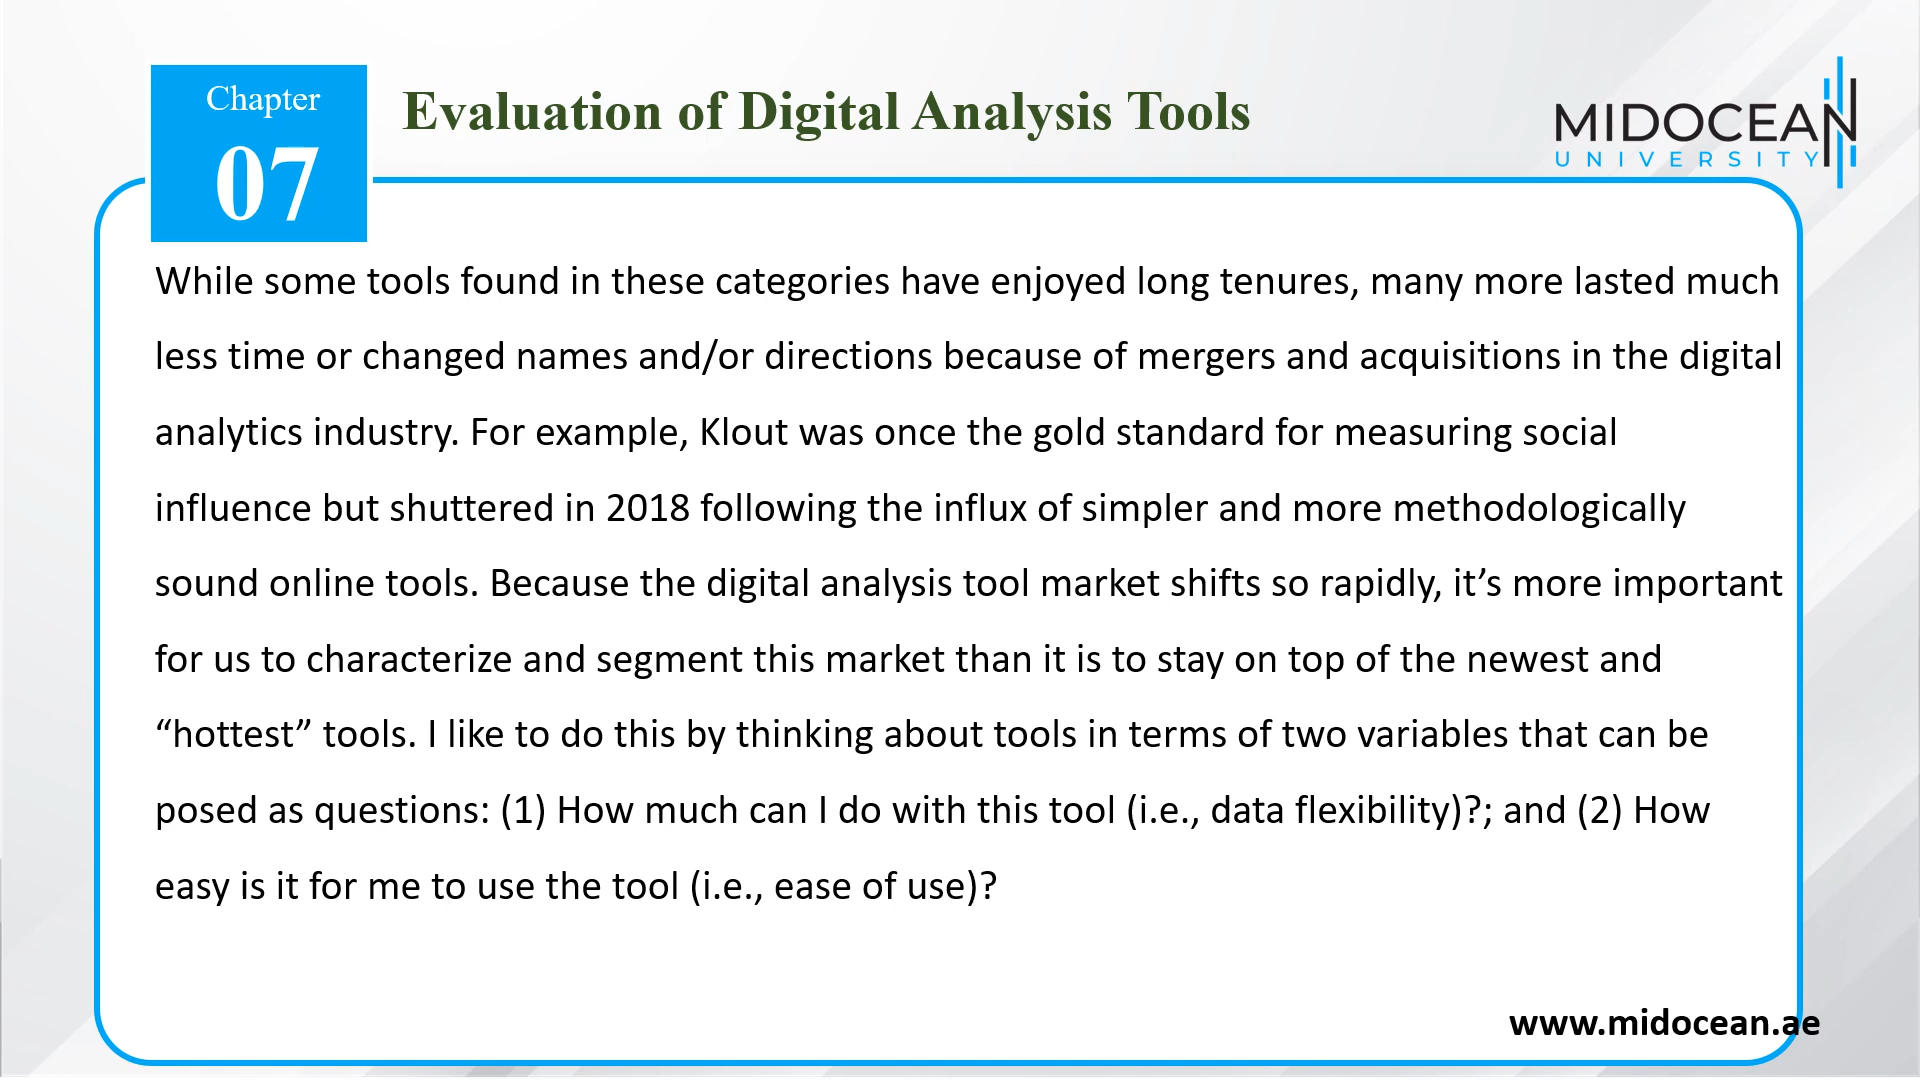 Chapter
07
Evaluation of Digital Analysis Tools
MIDOCEAN
UNIVERSITY
While some tools found in these categories have enjoyed long tenures, many more lasted much
less time or changed names and/or directions because of mergers and acquisitions in the digital
analytics industry. For example, Klout was once the gold standard for measuring social
influence but shuttered in 2018 following the influx of simpler and more methodologically
sound online tools. Because the digital analysis tool market shifts so rapidly, it’s more important
for us to characterize and segment this market than it is to stay on top of the newest and
“hottest” tools. I like to do this by thinking about tools in terms of two variables that can be
posed as questions: (1) How much can I do with this tool (i.e., data flexibility)?; and (2) How
easy is it for me to use the tool (i.e., ease of use)?
www.midocean.ae